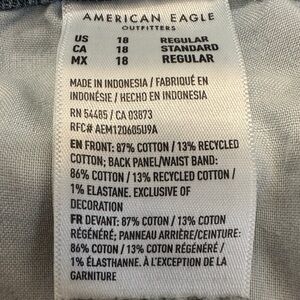 AMERICAN EAGLE
OUTFITTERS
US 18 REGULAR
CA 18 STANDARD
MX 18 REGULAR
MADE IN INDONESIA / FABRIQUÉ EN
INDONÉSIE / HECHO EN INDONESIA
RN 54485 / CA 03873
RFC# AEM120605U9A
EN FRONT: 87% COTTON / 13% RECYCLED
COTTON; BACK PANEL/WAIST BAND:
86% COTTON / 13% RECYCLED COTTON /
1% ELASTANE. EXCLUSIVE OF
DECORATION
FR DEVANT: 87% COTON / 13% COTON
RÉGÉNÉRÉ; PANNEAU ARRIÈRE/CEINTURE:
86% COTON / 13% COTON RÉGÉNÉRÉ /
1% ÉLASTHANNE. À L'EXCEPTION DE LA
GARNITURE